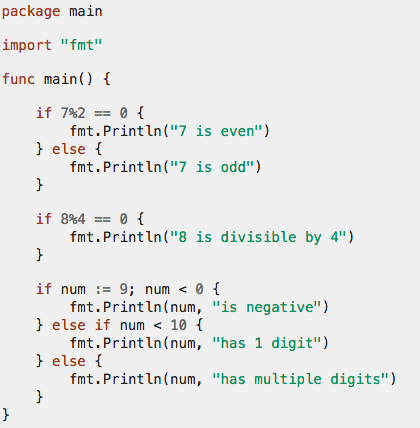 package main

import "fmt"

func main() {

    if 7%2 == 0 {
        fmt.Println("7 is even")
    } else {
        fmt.Println("7 is odd")
    }

    if 8%4 == 0 {
        fmt.Println("8 is divisible by 4")
    }

    if num := 9; num < 0 {
        fmt.Println(num, "is negative")
    } else if num < 10 {
        fmt.Println(num, "has 1 digit")
    } else {
        fmt.Println(num, "has multiple digits")
    }
}